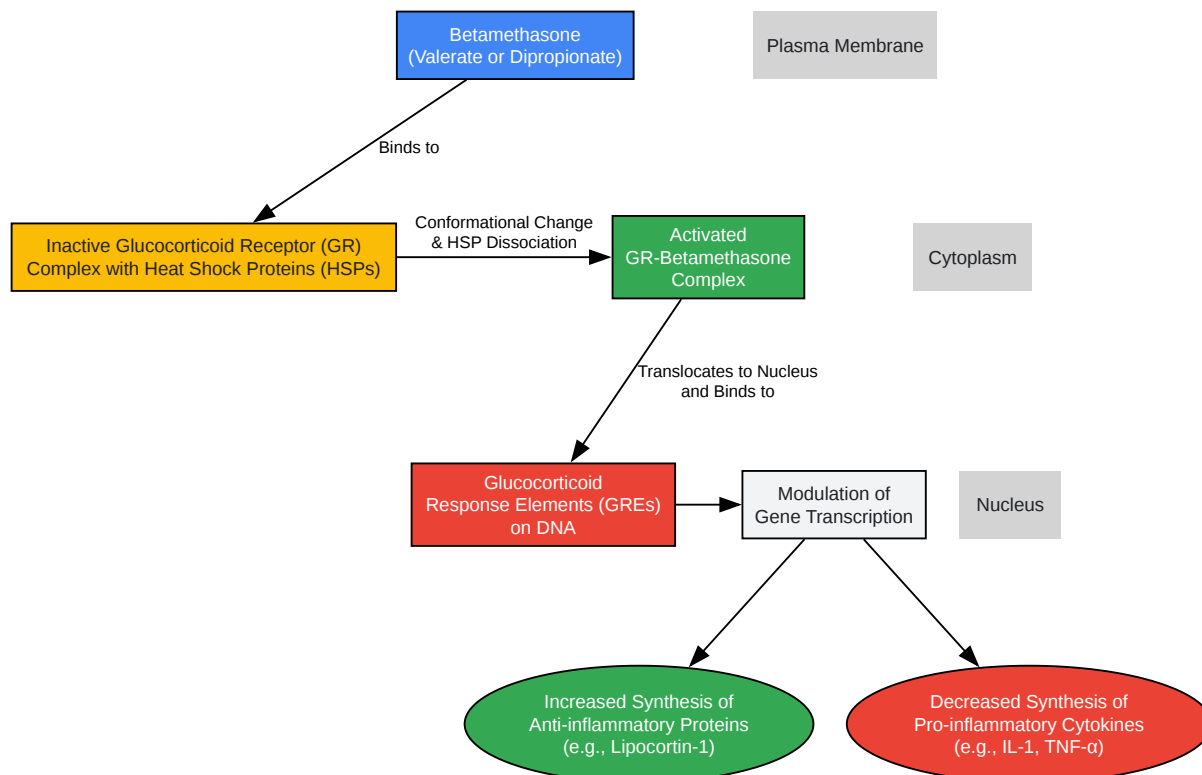 Betamethasone
(Valerate or Dipropionate)
Plasma Membrane
Binds to
Inactive Glucocorticoid Receptor (GR)
Complex with Heat Shock Proteins (HSPs)
Conformational Change
& HSP Dissociation
Activated
GR-Betamethasone
Complex
Cytoplasm
Translocates to Nucleus
and Binds to
Glucocorticoid
Response Elements (GREs)
on DNA
Modulation of
Gene Transcription
Nucleus
Increased Synthesis of
Anti-inflammatory Proteins
(e.g., Lipocortin-1)
Decreased Synthesis of
Pro-inflammatory Cytokines
(e.g., IL-1, TNF-α)